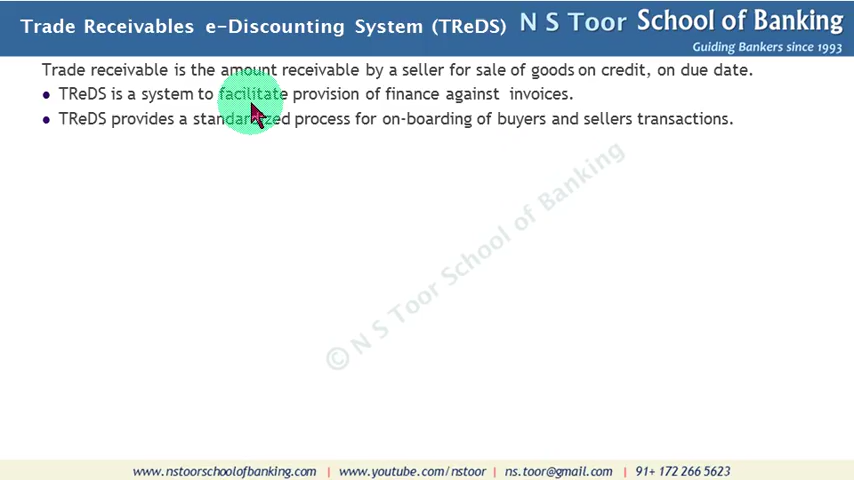 Trade Receivables e-Discounting System (TReDS) N S Toor School of Banking
Guiding Bankers since 1993
Trade receivable is the amount receivable by a seller for sale of goods on credit, on due date.
• TReDS is a system to facilitate provision of finance against invoices.
• TReDS provides a standardized process for on-boarding of buyers and sellers transactions.
© N S Toor School of Banking
www.nstoorschoolofbanking.com | www.youtube.com/nstoor | ns.toor@gmail.com | 91+ 172 266 5623